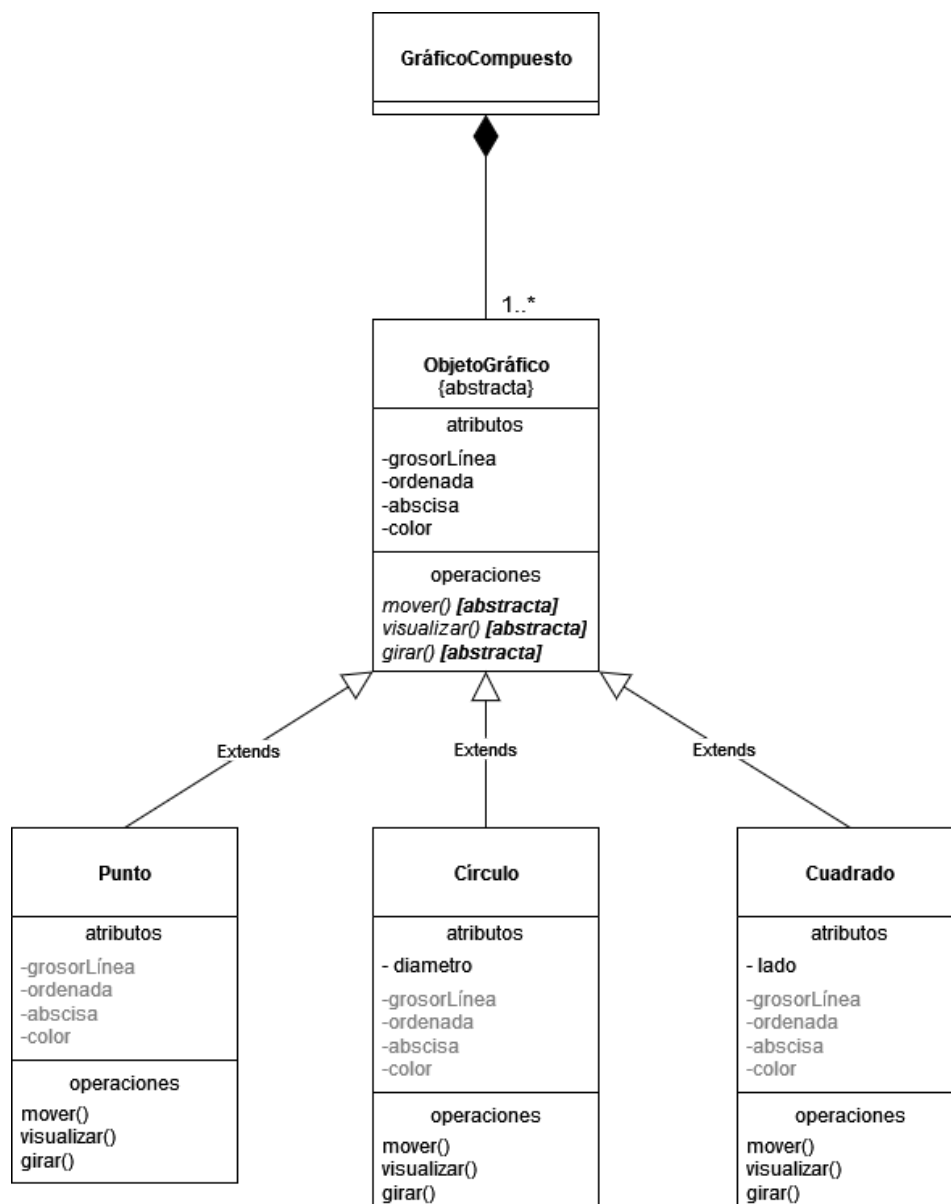 GráficoCompuesto
1..*
ObjetoGráfico
{abstracta}
atributos
-grosorLínea
-ordenada
-abscisa
-color
operaciones
mover() [abstracta]
visualizar() [abstracta]
girar() [abstracta]
Extends
Extends
Extends
Punto
atributos
-grosorLínea
-ordenada
-abscisa
-color
operaciones
mover()
visualizar()
girar()
Círculo
atributos
- diametro
-grosorLínea
-ordenada
-abscisa
-color
operaciones
mover()
visualizar()
girar()
Cuadrado
atributos
- lado
-grosorLínea
-ordenada
-abscisa
-color
operaciones
mover()
visualizar()
girar()